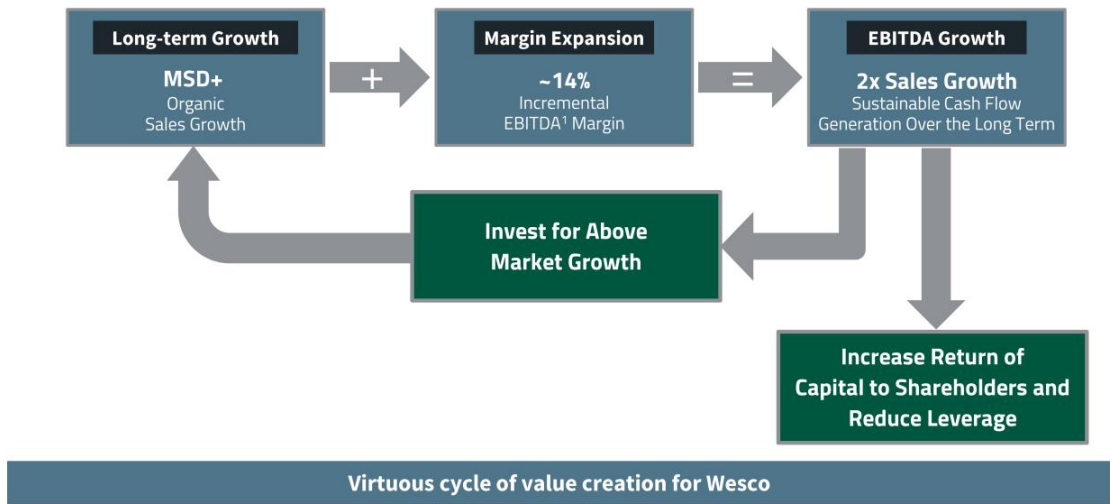 Long-term Growth
MSD+
Organic
Sales Growth
+
Margin Expansion
~14%
Incremental
EBITDA¹ Margin
=
EBITDA Growth
2x Sales Growth
Sustainable Cash Flow
Generation Over the Long Term
Invest for Above
Market Growth
Increase Return of
Capital to Shareholders and
Reduce Leverage
Virtuous cycle of value creation for Wesco